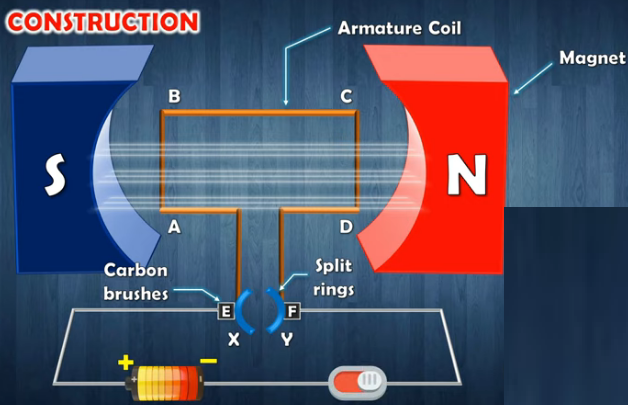 CONSTRUCTION
Armature Coil
Magnet
B
C
S
N
A
D
Carbon
brushes
Split
rings
E
F
X
Y
+
−